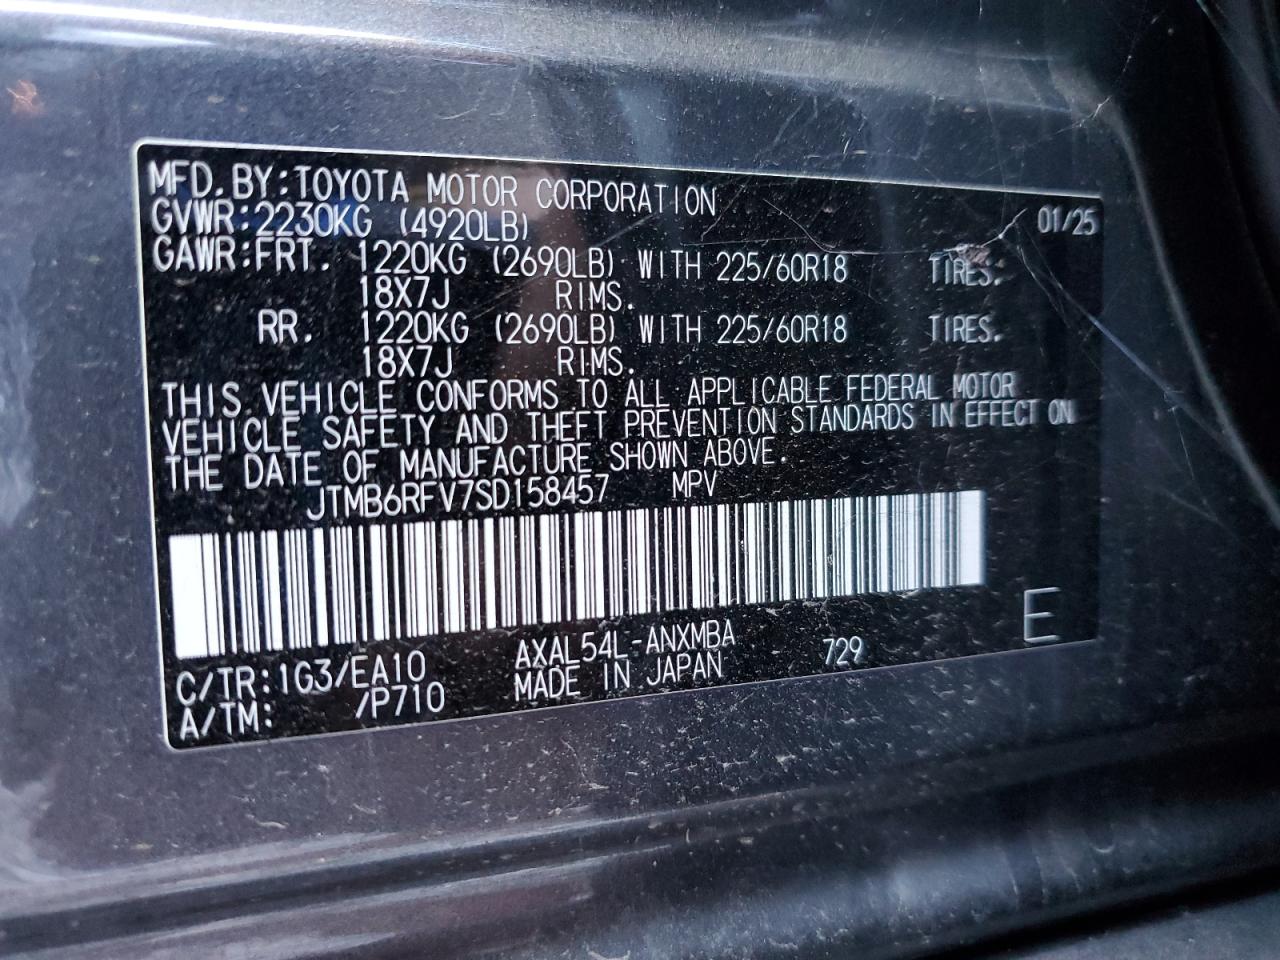 MFD.BY:TOYOTA MOTOR CORPORATION 01/25
GVWR:2230KG (4920LB)
GAWR:FRT. 1220KG (2690LB) WITH 225/60R18 TIRES.
18X7J RIMS.
RR. 1220KG (2690LB) WITH 225/60R18 TIRES.
18X7J RIMS.
THIS VEHICLE CONFORMS TO ALL APPLICABLE FEDERAL MOTOR
VEHICLE SAFETY AND THEFT PREVENTION STANDARDS IN EFFECT ON
THE DATE OF MANUFACTURE SHOWN ABOVE.
JTMB6RFV7SD158457 MPV
C/TR:1G3/EA10 AXAL54L-ANXMBA 729 E
A/TM: /P710 MADE IN JAPAN